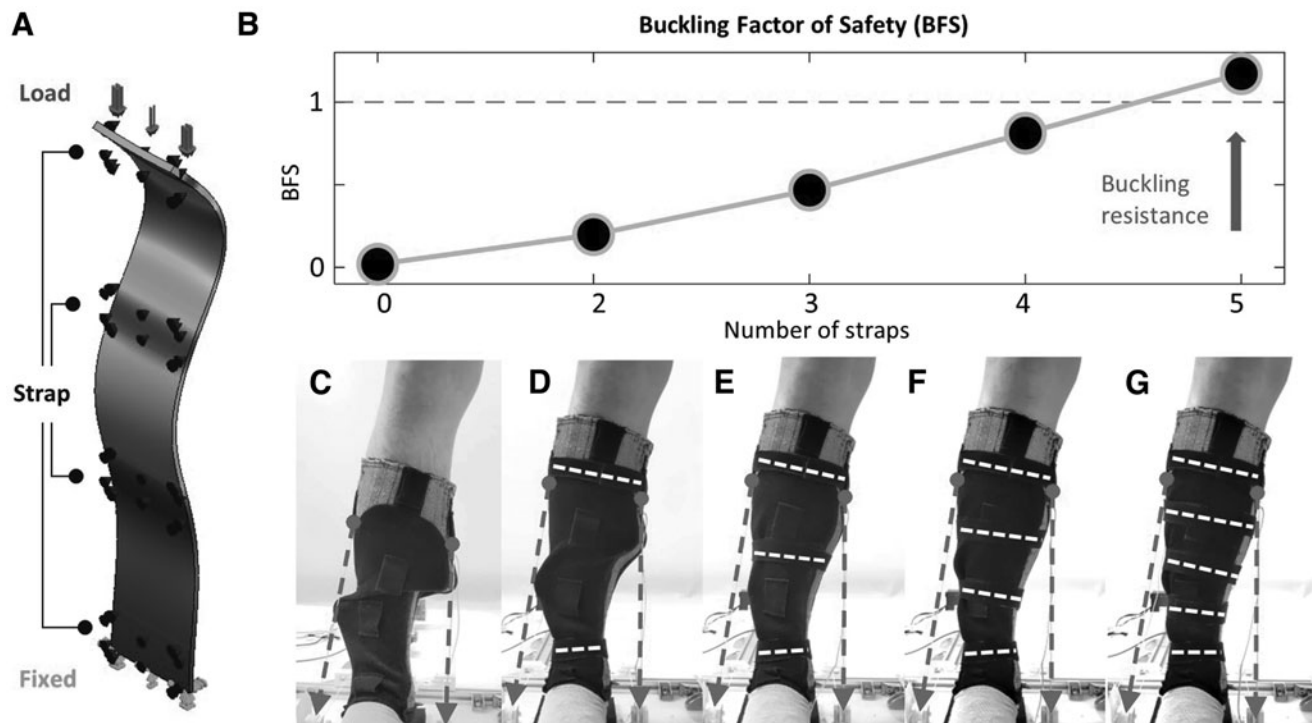 A
B
Buckling Factor of Safety (BFS)
Load
Strap
Fixed
1
0
BFS
Buckling
resistance
0
2
3
4
5
Number of straps
C
D
E
F
G